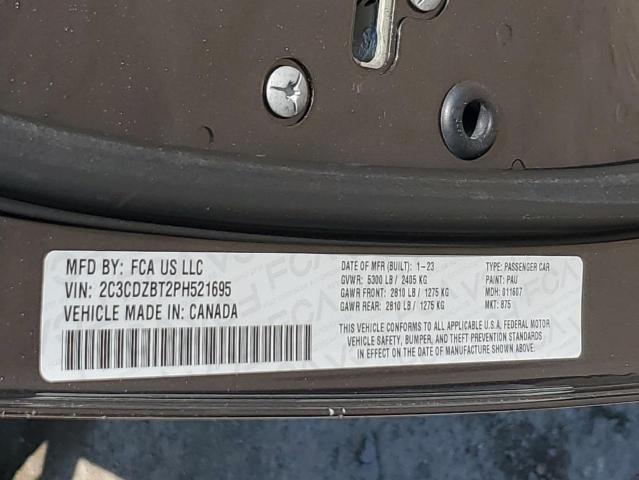 MFD BY: FCA US LLC
VIN: 2C3CDZBT2PH521695
VEHICLE MADE IN: CANADA
DATE OF MFR (BUILT): 1-23
GVWR: 5300 LB / 2405 KG
GAWR FRONT: 2810 LB / 1275 KG
GAWR REAR: 2810 LB / 1275 KG
TYPE: PASSENGER CAR
PAINT: PAU
MDH: 011607
MKT: 875
THIS VEHICLE CONFORMS TO ALL APPLICABLE U.S.A. FEDERAL MOTOR
VEHICLE SAFETY, BUMPER, AND THEFT PREVENTION STANDARDS
IN EFFECT ON THE DATE OF MANUFACTURE SHOWN ABOVE.